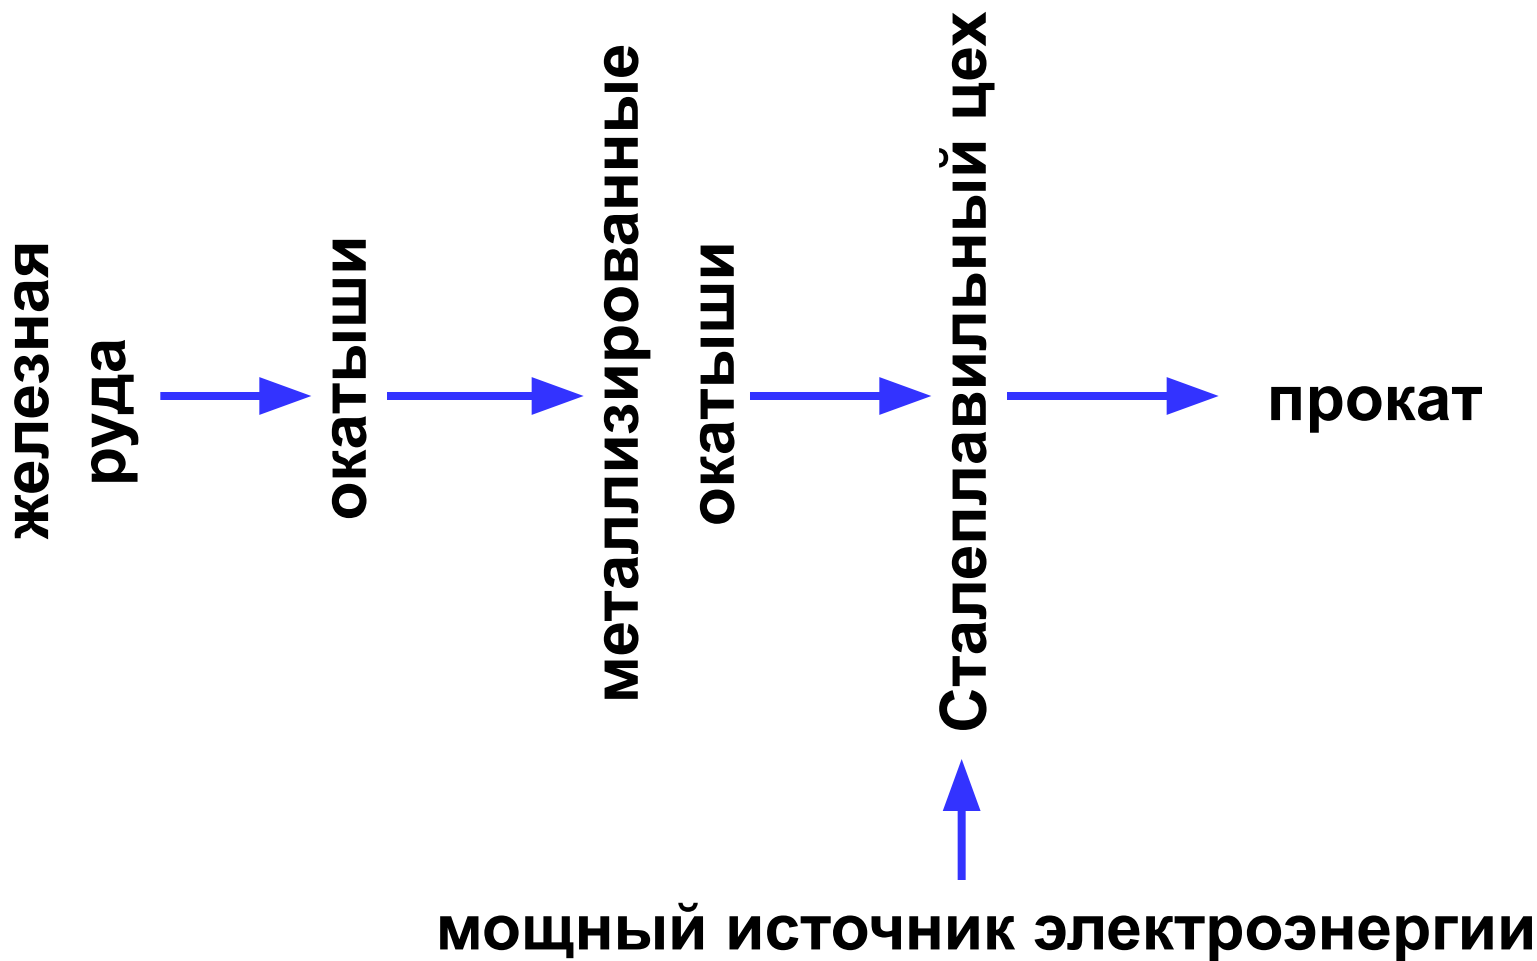 железная
руда
окатыши
металлизированные
окатыши
Сталеплавильный цех
прокат
мощный источник электроэнергии